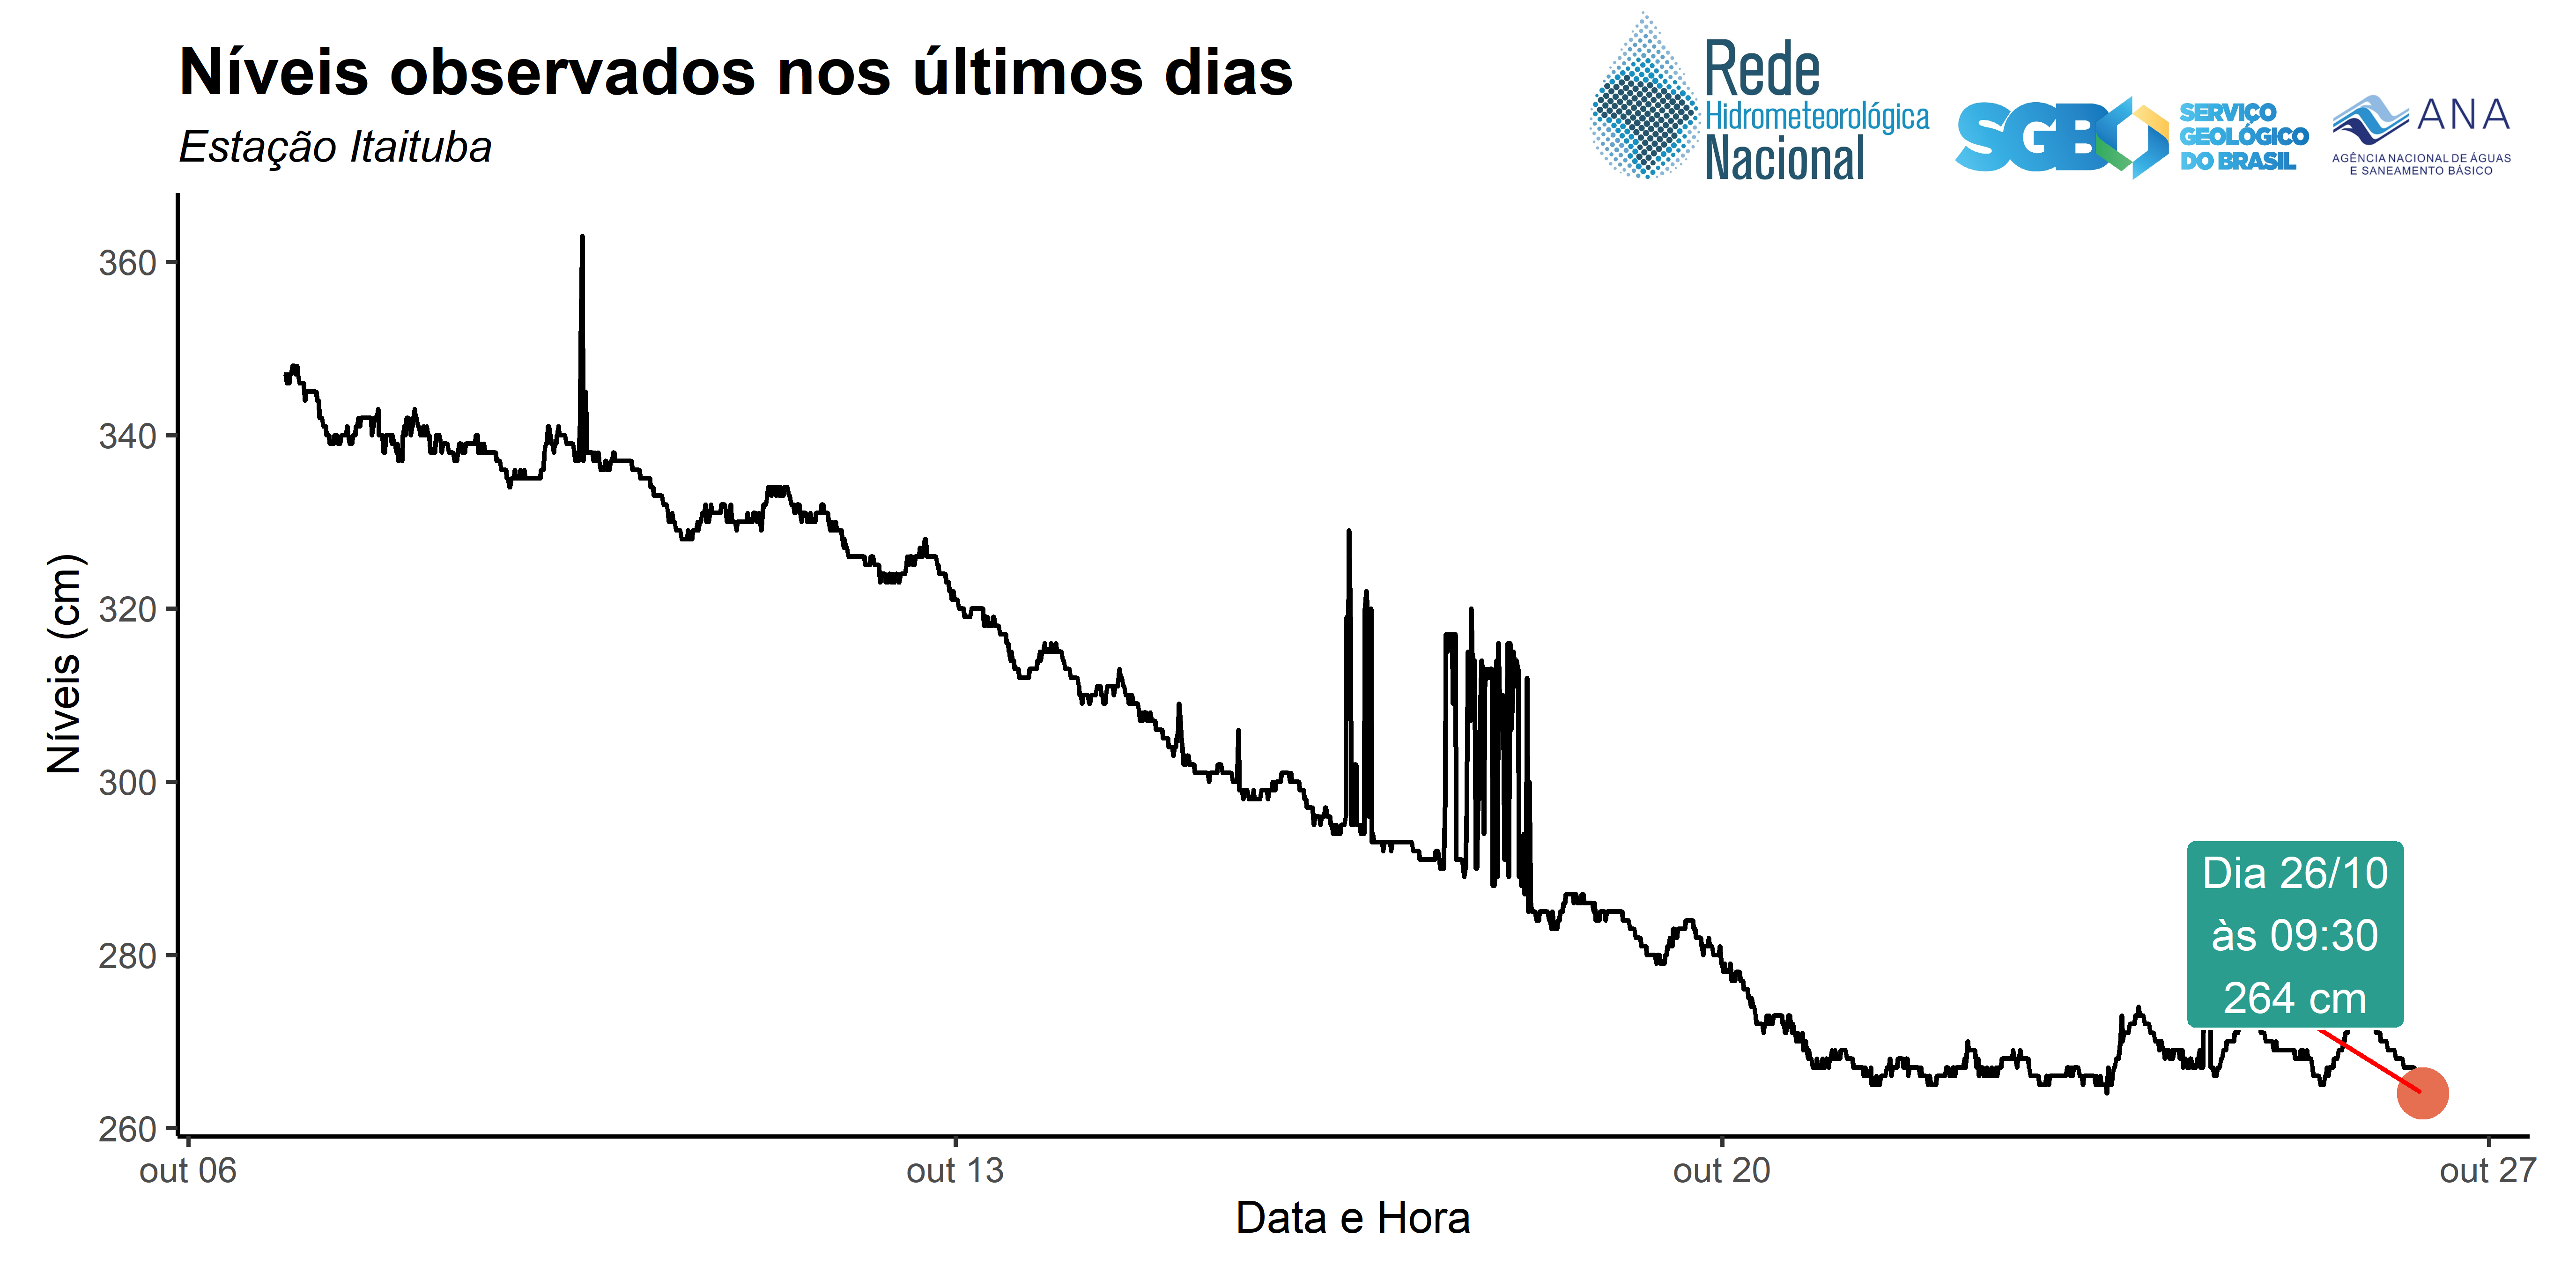 Níveis observados nos últimos dias
Estação Itaituba
Rede
Hidrometeorológica
Nacional
SGB
SERVIÇO
GEOLÓGICO
DO BRASIL
ANA
AGÊNCIA NACIONAL DE ÁGUAS
E SANEAMENTO BÁSICO
Níveis (cm)
360
340
320
300
280
260
Dia 26/10
às 09:30
264 cm
out 06
out 13
out 20
out 27
Data e Hora